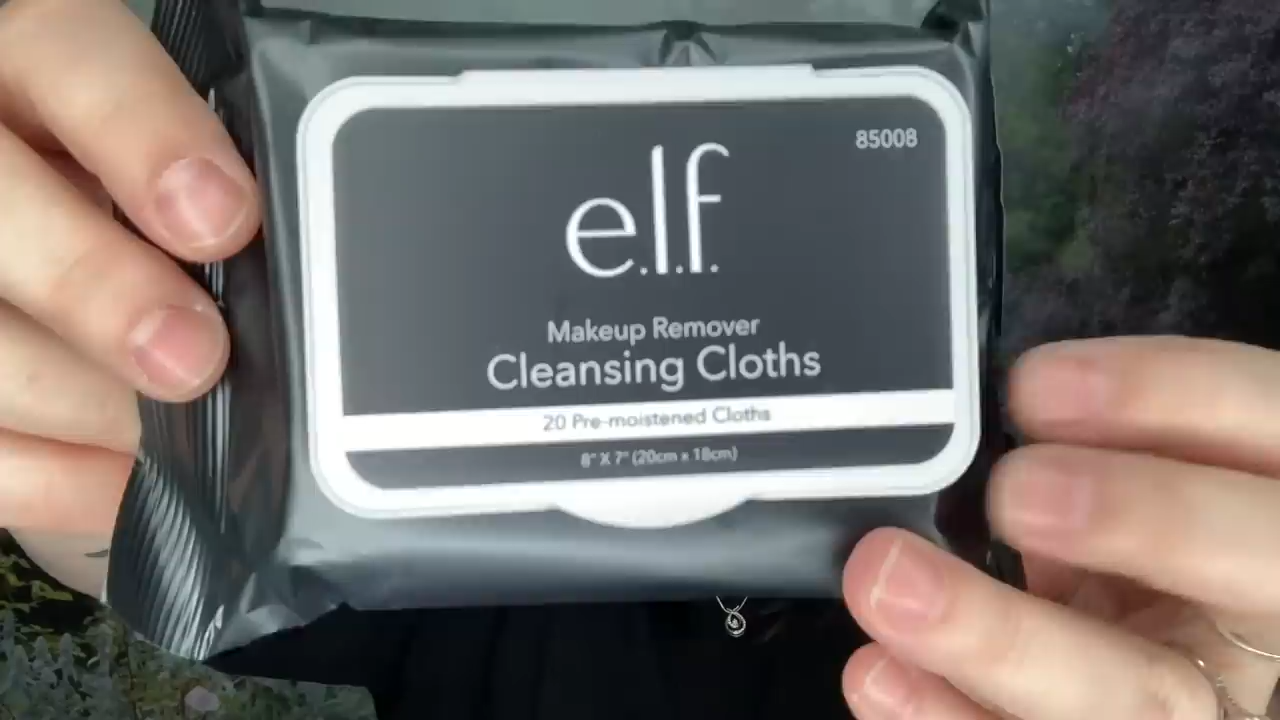 85008
e.l.f.
Makeup Remover
Cleansing Cloths
20 Pre-moistened Cloths
8" X 7" (20cm x 18cm)